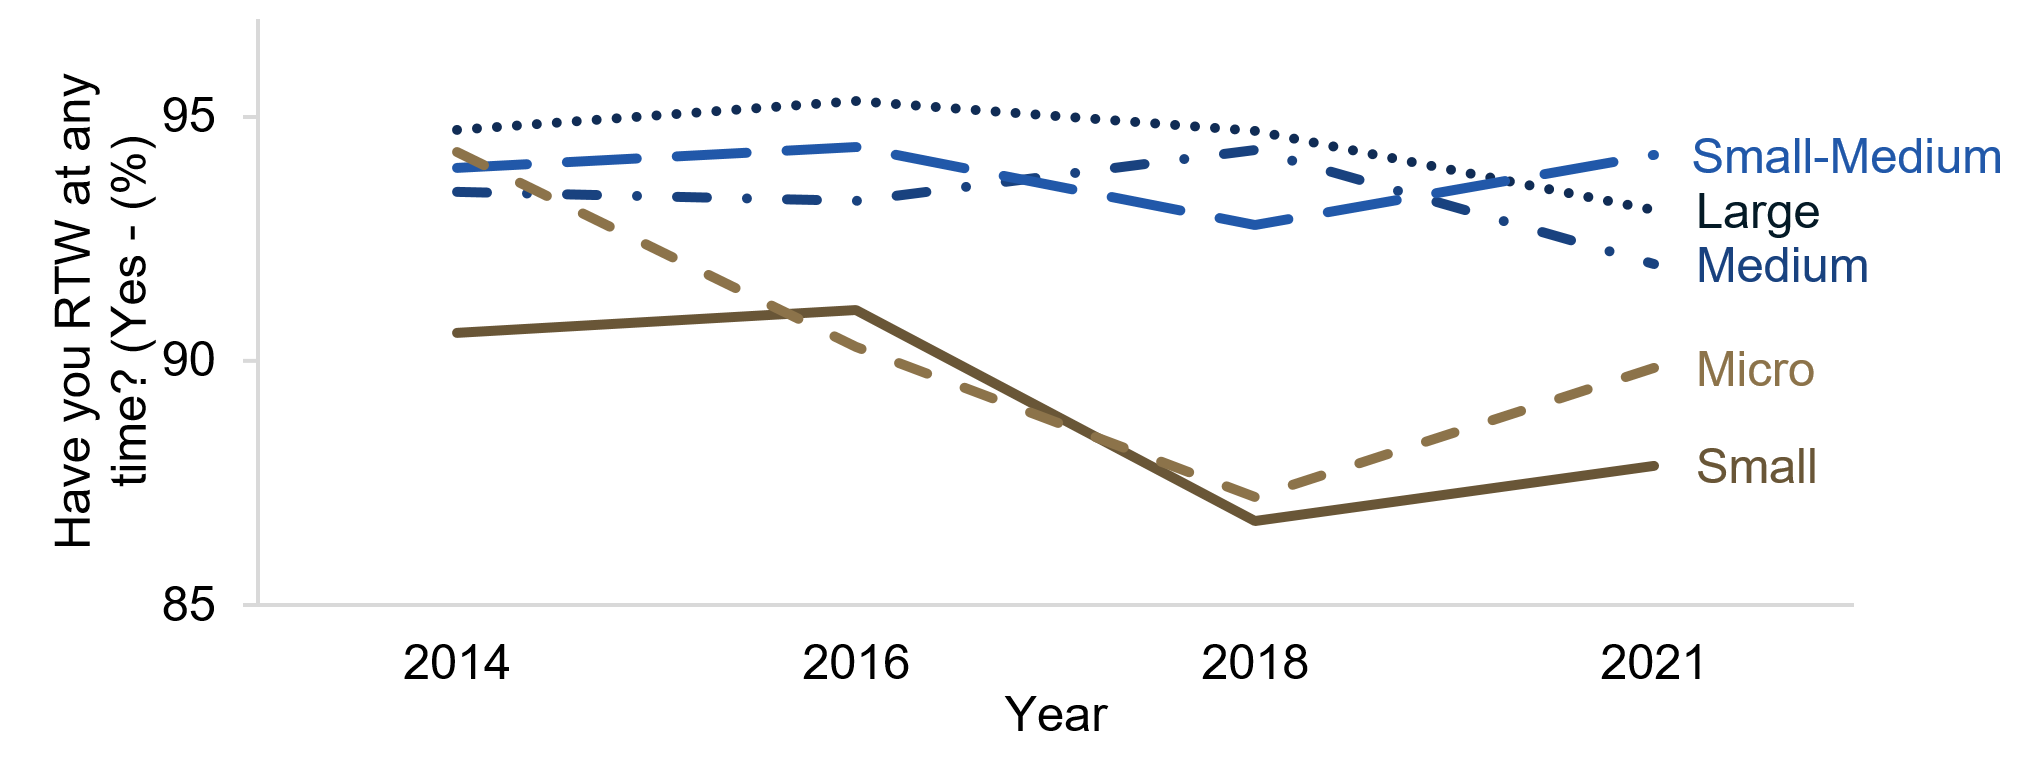 Have you RTW at any
time? (Yes - (%)
95
90
85
2014
2016
2018
2021
Year
Small-Medium
Large
Medium
Micro
Small